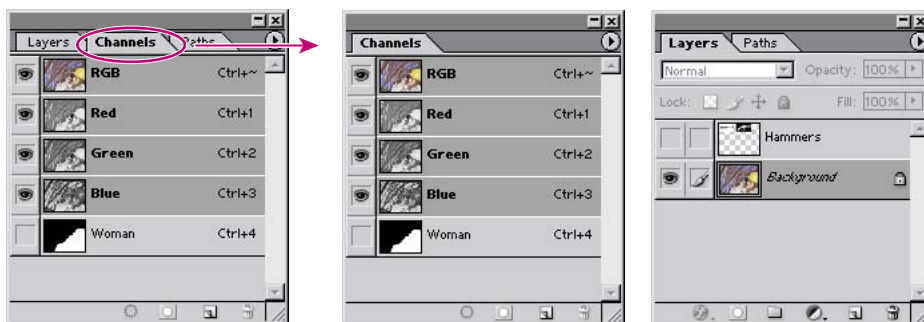 Layers Channels Paths
RGB Ctrl+~
Red Ctrl+1
Green Ctrl+2
Blue Ctrl+3
Woman Ctrl+4
Channels
RGB Ctrl+~
Red Ctrl+1
Green Ctrl+2
Blue Ctrl+3
Woman Ctrl+4
Layers Paths
Normal Opacity: 100%
Lock: Fill: 100%
Hammers
Background